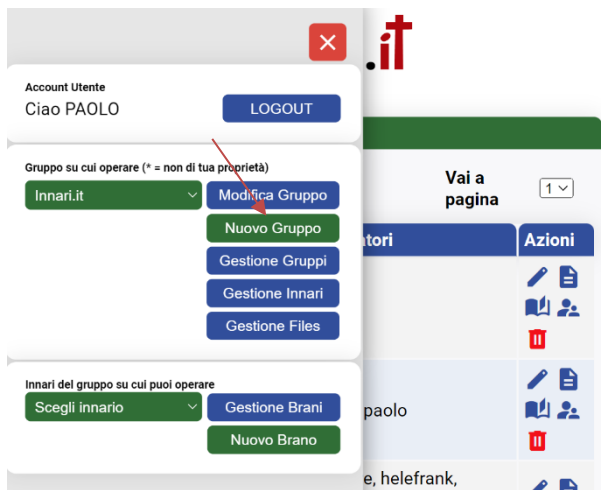 .it
Account Utente
Ciao PAOLO
LOGOUT
Gruppo su cui operare (* = non di tua proprietà)
Innari.it
Modifica Gruppo
Nuovo Gruppo
Gestione Gruppi
Gestione Innari
Gestione Files
Innari del gruppo su cui puoi operare
Scegli innario
Gestione Brani
Nuovo Brano
Vai a
pagina
1
tori
Azioni
paolo
e, helefrank,